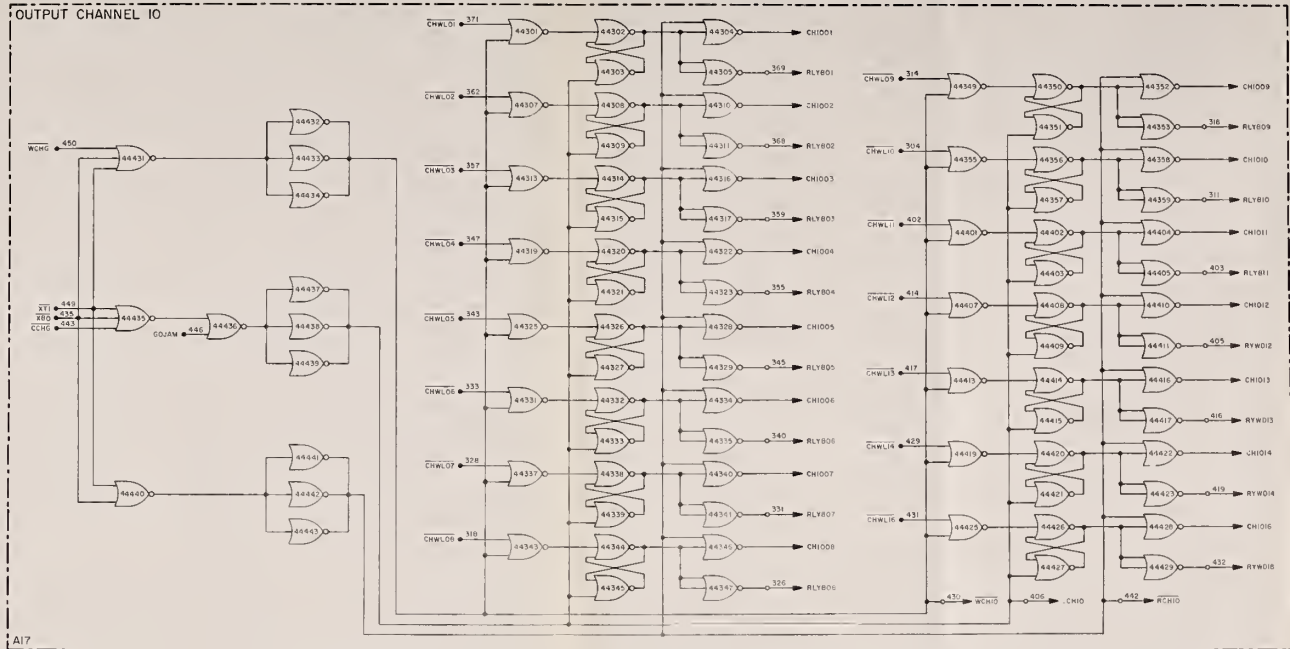 OUTPUT CHANNEL 10
CHWL01 371 44301 44302 44304 CH1001
44303 44305 369 RLYB01
CHWL02 362 44307 44308 44310 CH1002
44309 44311 368 RLYB02
CHWL03 357 44313 44314 44316 CH1003
44315 44317 359 RLYB03
CHWL04 347 44319 44320 44322 CH1004
44321 44323 355 RLYB04
CHWL05 343 44325 44326 44328 CH1005
44327 44329 345 RLYB05
CHWL06 333 44331 44332 44334 CH1006
44333 44335 340 RLYB06
CHWL07 328 44337 44338 44340 CH1007
44339 44341 331 RLYB07
CHWL08 318 44343 44344 44346 CH1008
44345 44347 326
CHWL09 314 44349 44350 44352 CH1009
44351 44353 RLYB09
CHWL10 304 44355 44356 44358 CH1010
44357 44359 311 RLYB10
CHWL11 402 44401 44402 44404 CH1011
44403 44405 403 RLYB11
CHWL12 414 44407 44408 44410 CH1012
44409 44411 405 RYWD12
CHWL13 417 44413 44414 44416 CH1013
44415 44417 416 RYWD13
CHWL14 429 44419 44420 44422 CH1014
44421 44423 419 RYWD14
CHWL16 431 44425 44426 44428 CH1016
44427 44429 432
430 WCH10 406 CH10 442 RCH10
WCHG 450 44431
44432
44433
44434
XT1 449
XB0 435 44435
CCHG 443
GOJAM 446 44436
44437
44438
44439
44440
44441
44442
44443
A17